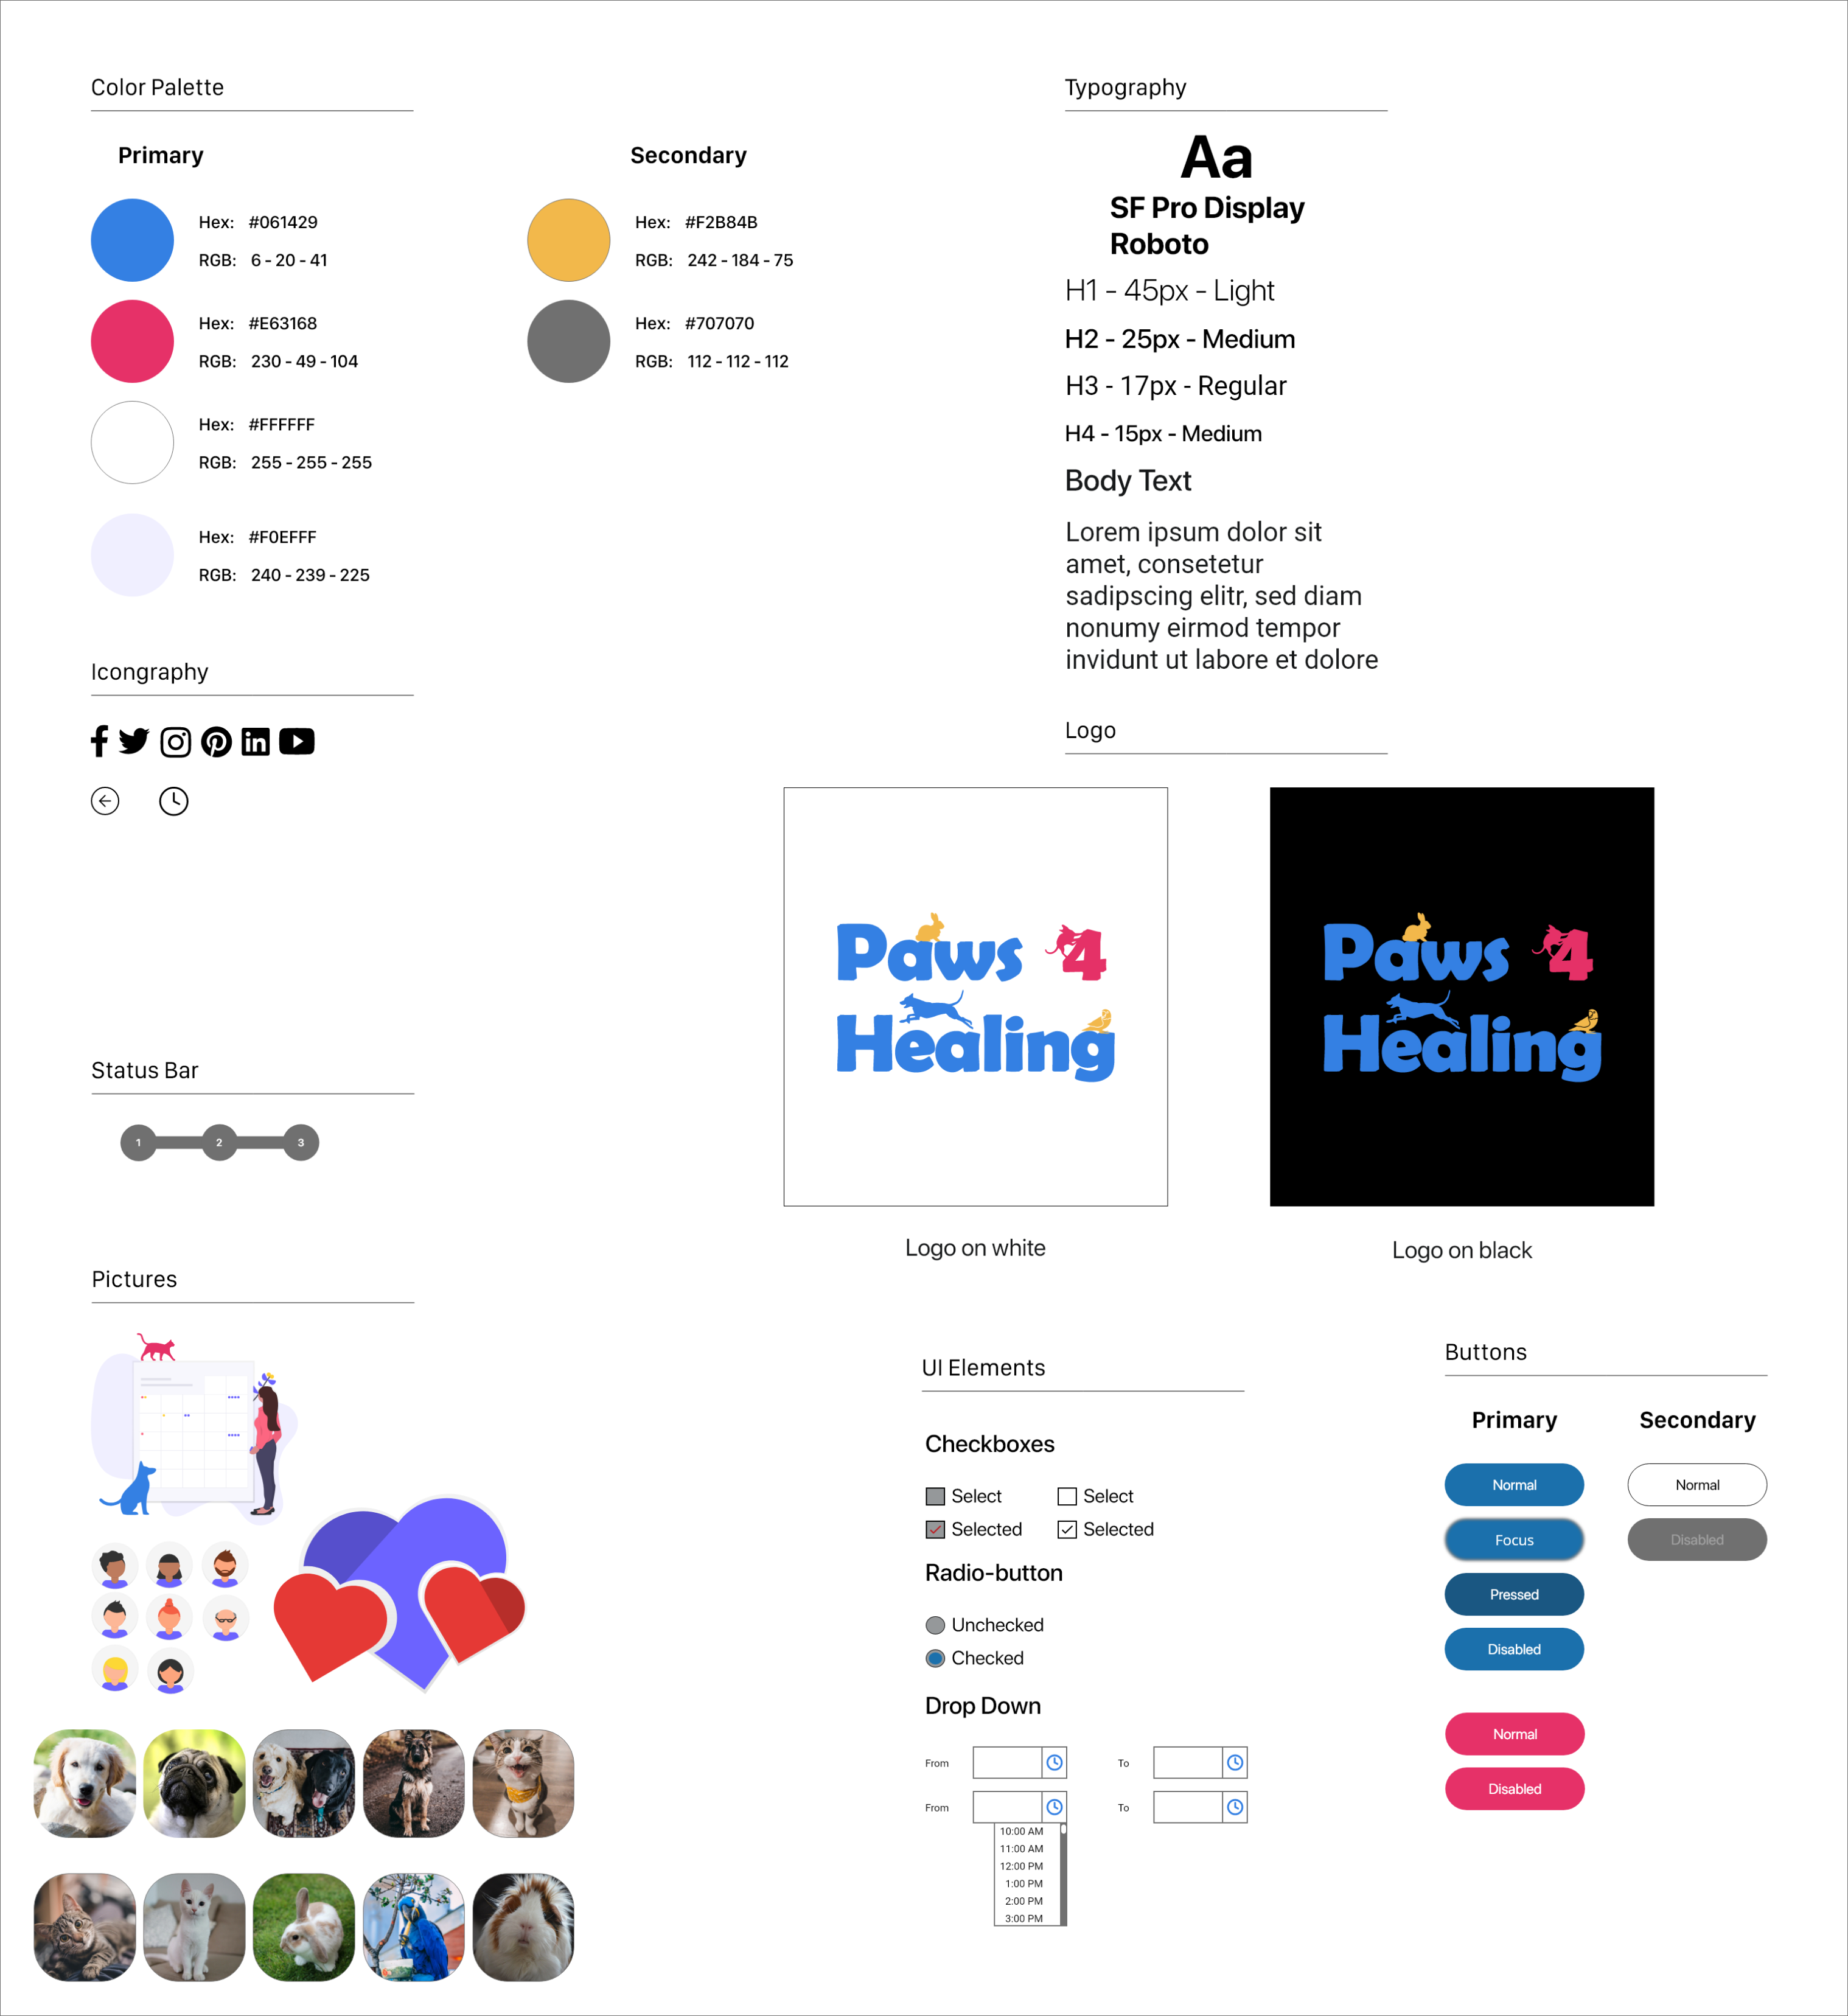 Color Palette
Primary
Hex: #061429
RGB: 6 - 20 - 41
Hex: #E63168
RGB: 230 - 49 - 104
Hex: #FFFFFF
RGB: 255 - 255 - 255
Hex: #F0EFFF
RGB: 240 - 239 - 225
Secondary
Hex: #F2B84B
RGB: 242 - 184 - 75
Hex: #707070
RGB: 112 - 112 - 112
Typography
Aa
SF Pro Display
Roboto
H1 - 45px - Light
H2 - 25px - Medium
H3 - 17px - Regular
H4 - 15px - Medium
Body Text
Lorem ipsum dolor sit
amet, consetetur
sadipscing elitr, sed diam
nonumy eirmod tempor
invidunt ut labore et dolore
Icongraphy
in
Logo
Paws 4
Healing
Logo on white
Paws 4
Healing
Logo on black
Status Bar
1 2 3
Pictures
UI Elements
Checkboxes
Select Select
Selected Selected
Radio-button
Unchecked
Checked
Drop Down
From To
From To
10:00 AM
11:00 AM
12:00 PM
1:00 PM
2:00 PM
3:00 PM
Buttons
Primary
Normal
Focus
Pressed
Disabled
Normal
Disabled
Secondary
Normal
Disabled